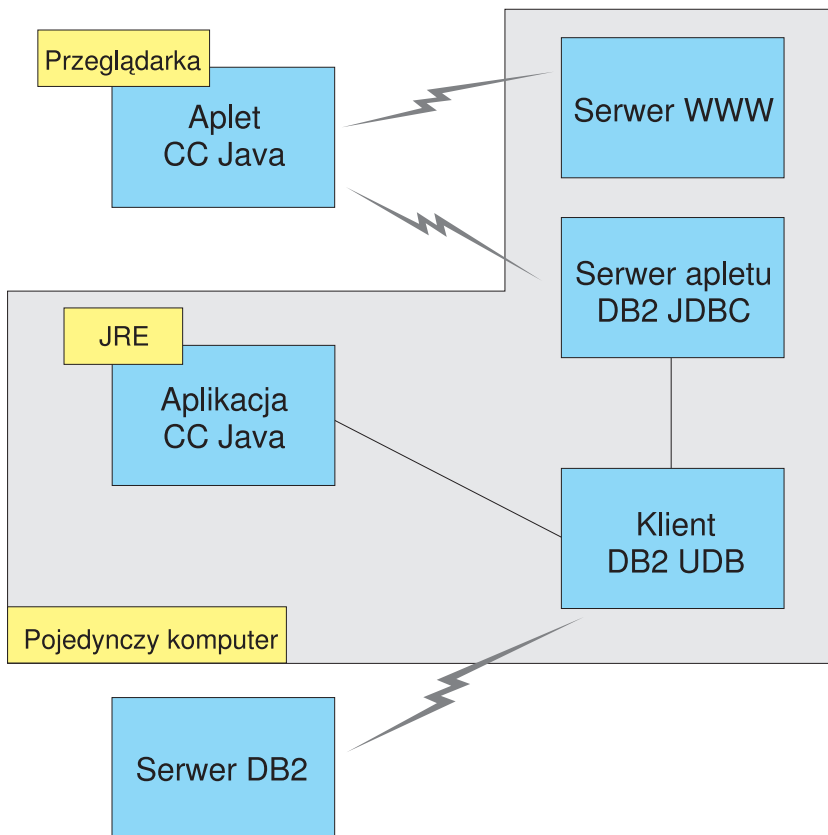 Przeglądarka
Aplet
CC Java
Serwer WWW
Serwer apletu
DB2 JDBC
JRE
Aplikacja
CC Java
Klient
DB2 UDB
Pojedynczy komputer
Serwer DB2